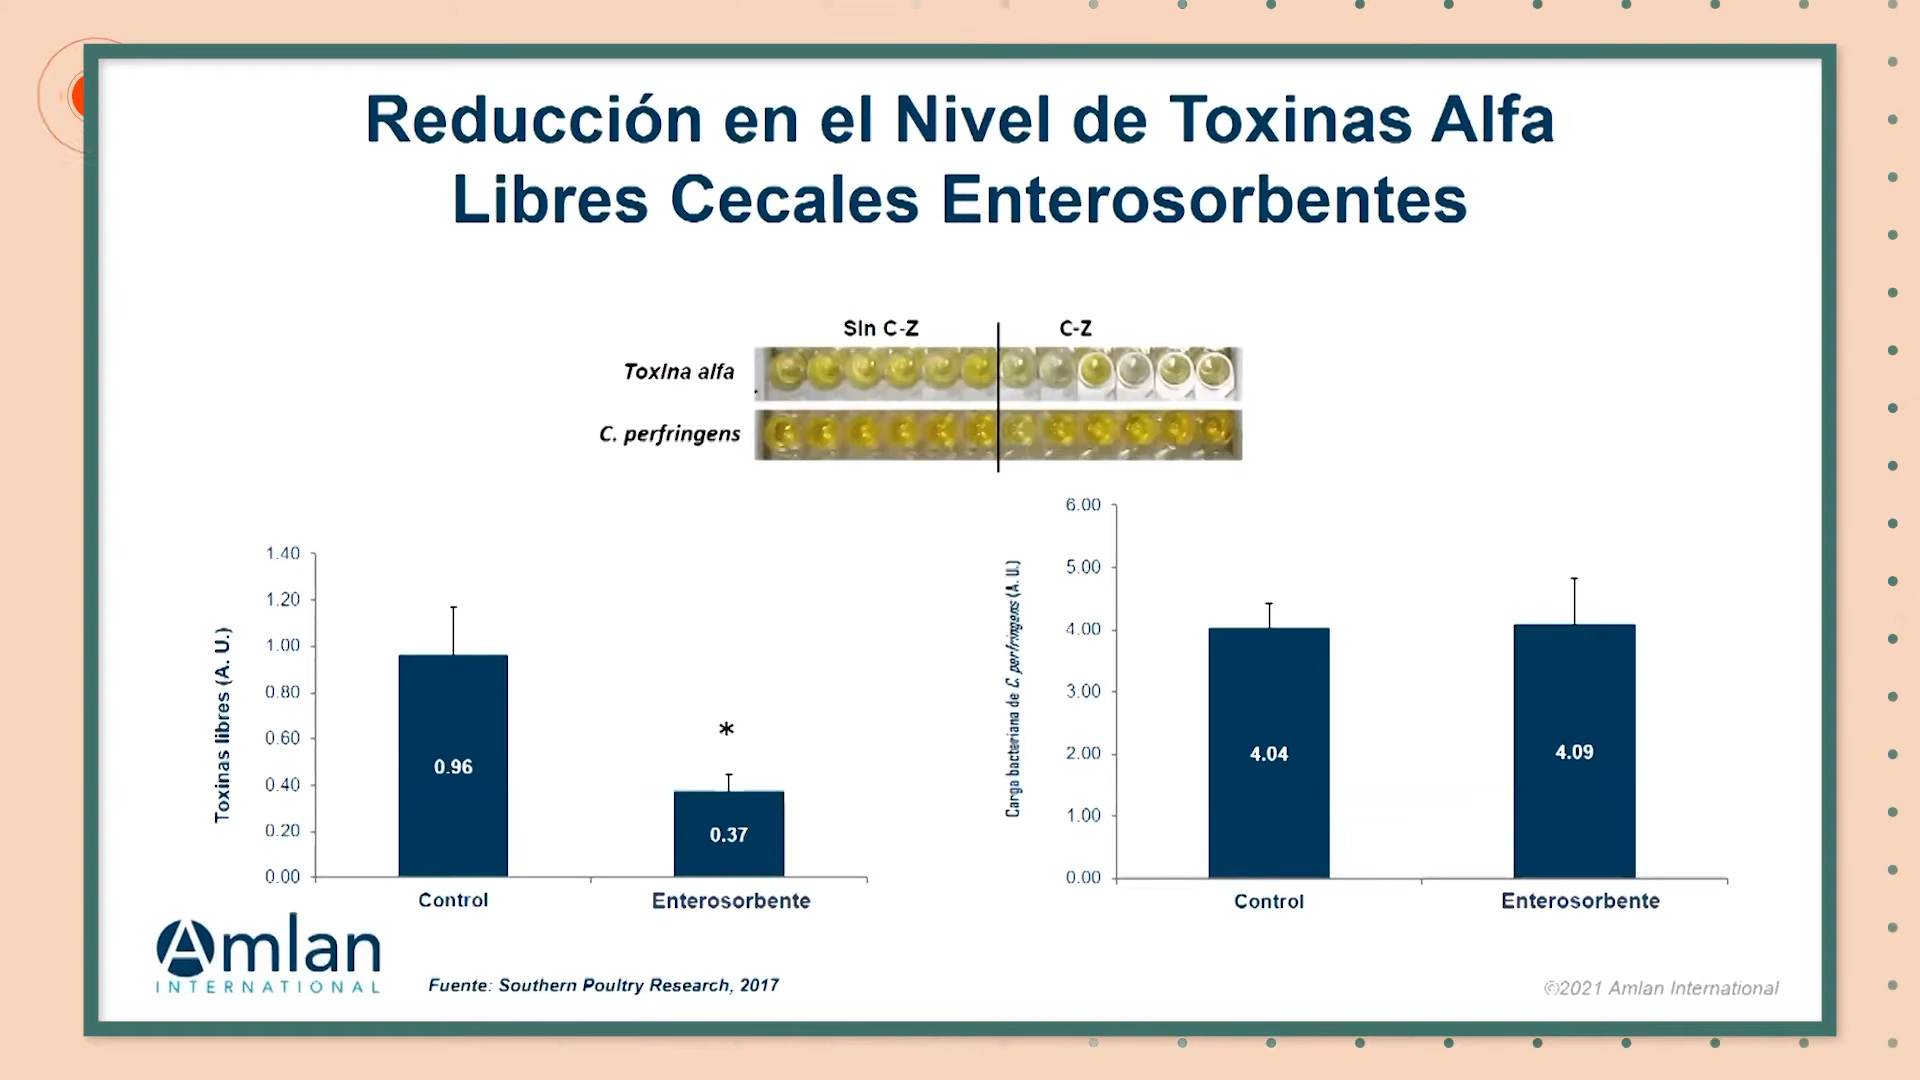 Reducción en el Nivel de Toxinas Alfa
Libres Cecales Enterosorbentes
Sin C-Z
C-Z
Toxina alfa
C. perfringens
Toxinas libres (A. U.)
1.40
1.20
1.00
0.80
0.60
0.40
0.20
0.00
0.96
*
0.37
Control
Enterosorbente
Carga bacteriana de C. perfringens (A. U.)
6.00
5.00
4.00
3.00
2.00
1.00
0.00
4.04
4.09
Control
Enterosorbente
Amlan
INTERNATIONAL
Fuente: Southern Poultry Research, 2017
©2021 Amlan International